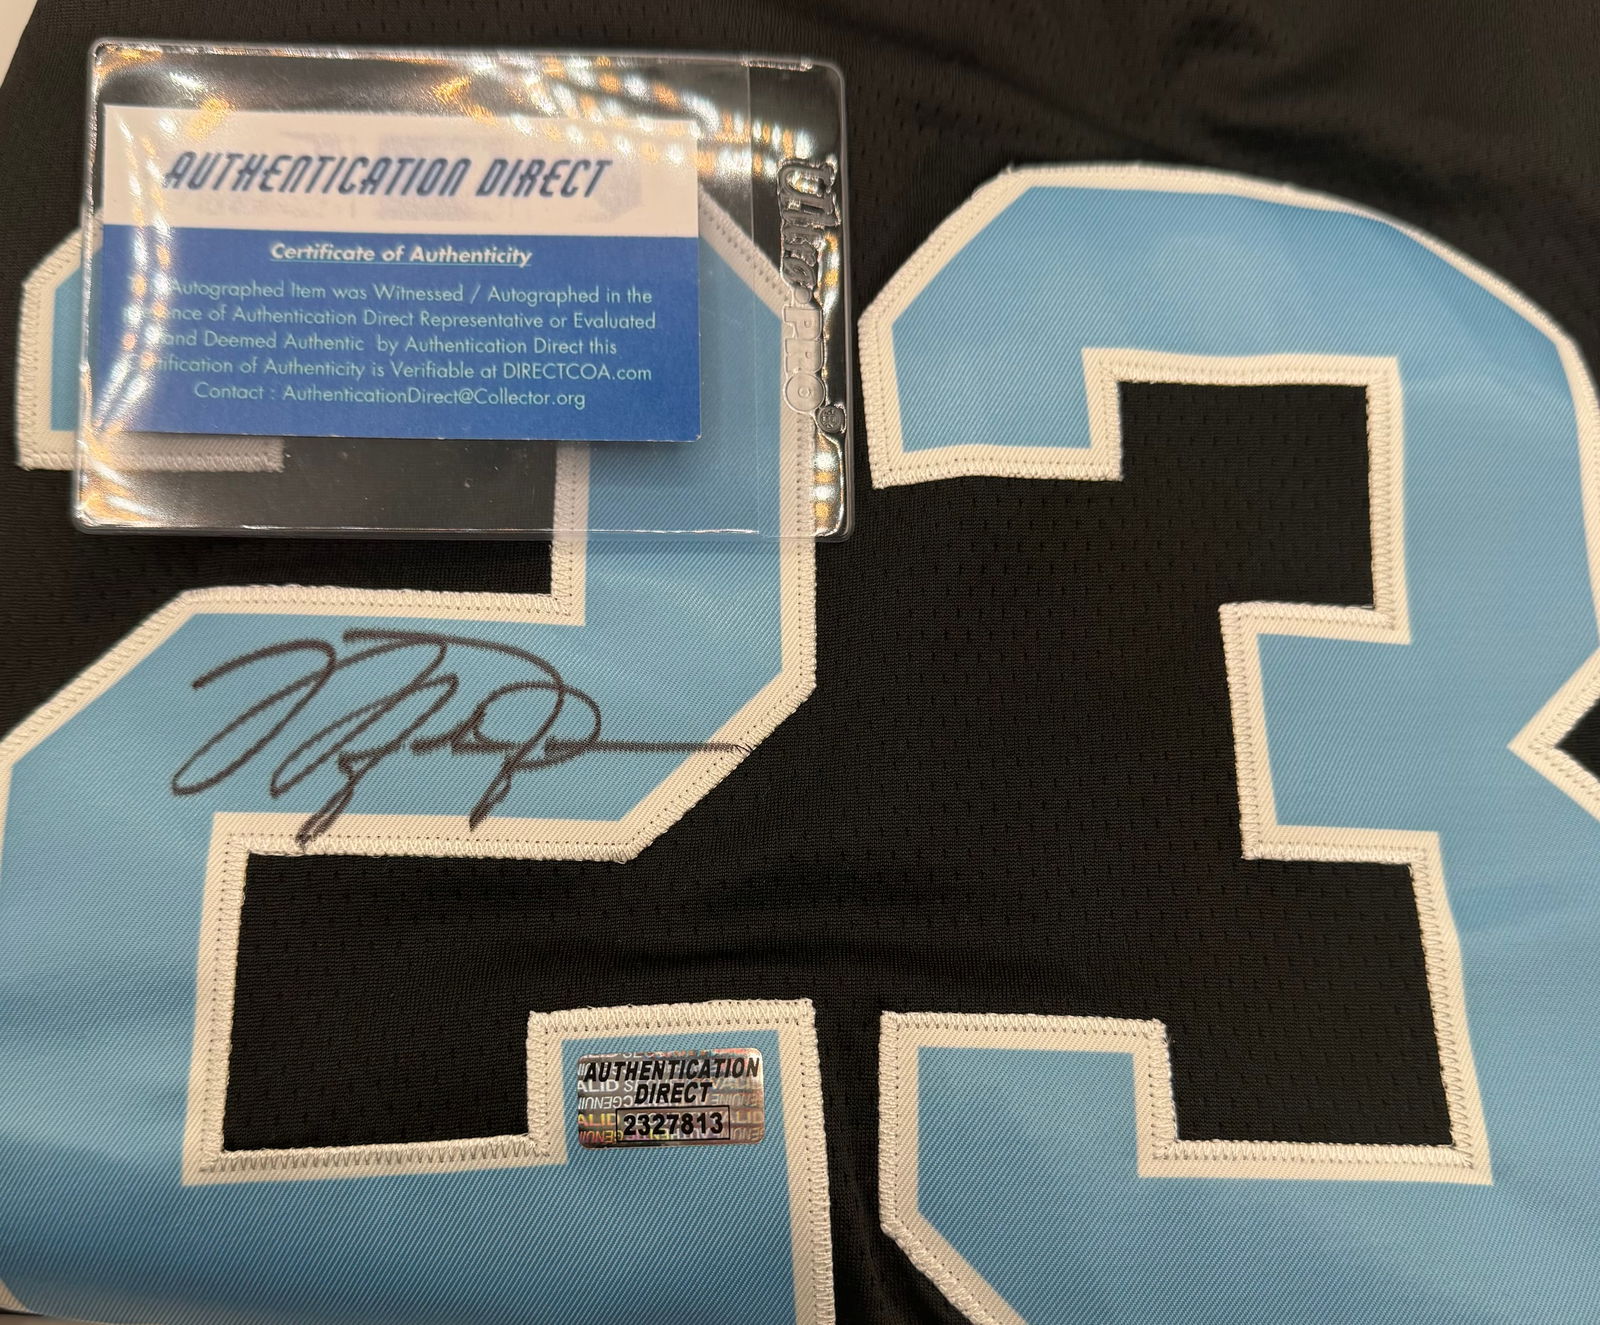 AUTHENTICATION DIRECT
Certificate of Authenticity
Autographed Item was Witnessed / Autographed in the
of Authentication Direct Representative or Evaluated
and Deemed Authentic by Authentication Direct this
of Authenticity is Verifiable at DIRECTCOA.com
Contact : AuthenticationDirect@Collector.org
Ultra·PRO
23
AUTHENTICATION
DIRECT
2327813